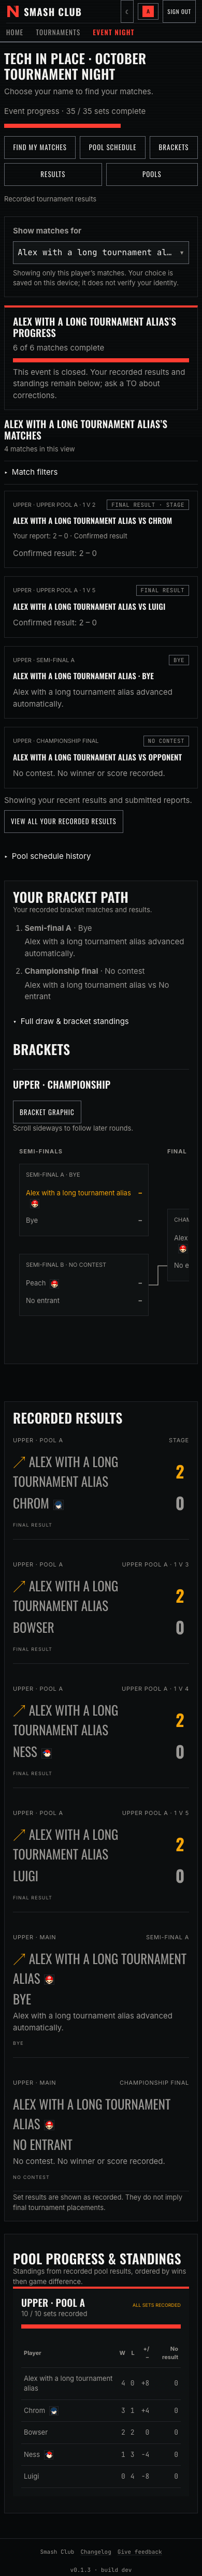 SMASH CLUB
☾
A
SIGN OUT
HOME TOURNAMENTS EVENT NIGHT
TECH IN PLACE · OCTOBER
TOURNAMENT NIGHT
Choose your name to find your matches.
Event progress · 35 / 35 sets complete
FIND MY MATCHES
POOL SCHEDULE
BRACKETS
RESULTS
POOLS
Recorded tournament results
Show matches for
Alex with a long tournament al…
Showing only this player’s matches. Your choice is
saved on this device; it does not verify your identity.
ALEX WITH A LONG TOURNAMENT ALIAS’S
PROGRESS
6 of 6 matches complete
This event is closed. Your recorded results and
standings remain below; ask a TO about
corrections.
ALEX WITH A LONG TOURNAMENT ALIAS’S
MATCHES
4 matches in this view
Match filters
UPPER · UPPER POOL A · 1 V 2
FINAL RESULT · STAGE
ALEX WITH A LONG TOURNAMENT ALIAS VS CHROM
Your report: 2 – 0 · Confirmed result
Confirmed result: 2 – 0
UPPER · UPPER POOL A · 1 V 5
FINAL RESULT
ALEX WITH A LONG TOURNAMENT ALIAS VS LUIGI
Confirmed result: 2 – 0
UPPER · SEMI-FINAL A
BYE
ALEX WITH A LONG TOURNAMENT ALIAS · BYE
Alex with a long tournament alias advanced
automatically.
UPPER · CHAMPIONSHIP FINAL
NO CONTEST
ALEX WITH A LONG TOURNAMENT ALIAS VS OPPONENT
No contest. No winner or score recorded.
Showing your recent results and submitted reports.
VIEW ALL YOUR RECORDED RESULTS
Pool schedule history
YOUR BRACKET PATH
Your recorded bracket matches and results.
1. Semi-final A · Bye
Alex with a long tournament alias advanced
automatically.
2. Championship final · No contest
Alex with a long tournament alias vs No
entrant
Full draw & bracket standings
BRACKETS
UPPER · CHAMPIONSHIP
BRACKET GRAPHIC
Scroll sideways to follow later rounds.
SEMI-FINALS
FINAL
SEMI-FINAL A · BYE
Alex with a long tournament alias –
Bye –
CHAM
Alex
No e
SEMI-FINAL B · NO CONTEST
Peach –
No entrant –
RECORDED RESULTS
UPPER · POOL A STAGE
ALEX WITH A LONG
TOURNAMENT ALIAS 2
CHROM 0
FINAL RESULT
UPPER · POOL A UPPER POOL A · 1 V 3
ALEX WITH A LONG
TOURNAMENT ALIAS 2
BOWSER 0
FINAL RESULT
UPPER · POOL A UPPER POOL A · 1 V 4
ALEX WITH A LONG
TOURNAMENT ALIAS 2
NESS 0
FINAL RESULT
UPPER · POOL A UPPER POOL A · 1 V 5
ALEX WITH A LONG
TOURNAMENT ALIAS 2
LUIGI 0
FINAL RESULT
UPPER · MAIN SEMI-FINAL A
ALEX WITH A LONG TOURNAMENT
ALIAS
BYE
Alex with a long tournament alias advanced
automatically.
BYE
UPPER · MAIN CHAMPIONSHIP FINAL
ALEX WITH A LONG TOURNAMENT
ALIAS
NO ENTRANT
No contest. No winner or score recorded.
NO CONTEST
Set results are shown as recorded. They do not imply
final tournament placements.
POOL PROGRESS & STANDINGS
Standings from recorded pool results, ordered by wins
then game difference.
UPPER · POOL A
ALL SETS RECORDED
10 / 10 sets recorded
Player W L +/− No result
Alex with a long tournament
alias 4 0 +8 0
Chrom 3 1 +4 0
Bowser 2 2 0 0
Ness 1 3 −4 0
Luigi 0 4 −8 0
Smash Club Changelog Give feedback
v0.1.3 · build dev